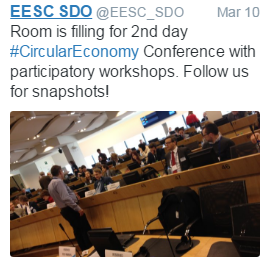 EESC SDO @EESC_SDO Mar 10
Room is filling for 2nd day
#CircularEconomy Conference with
participatory workshops. Follow us
for snapshots!